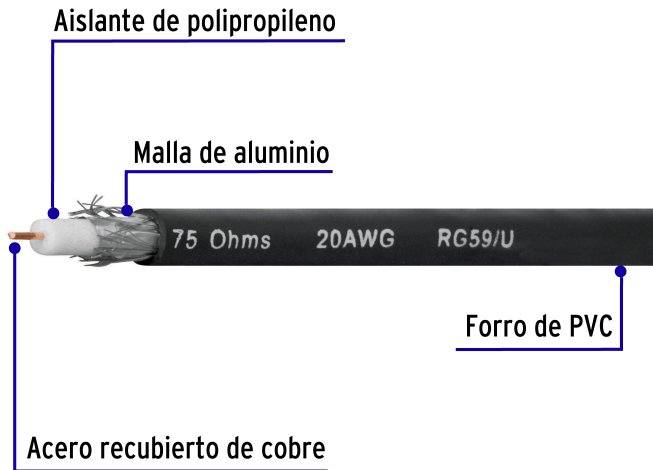 Aislante de polipropileno
Malla de aluminio
75 Ohms 20AWG RG59/U
Forro de PVC
Acero recubierto de cobre